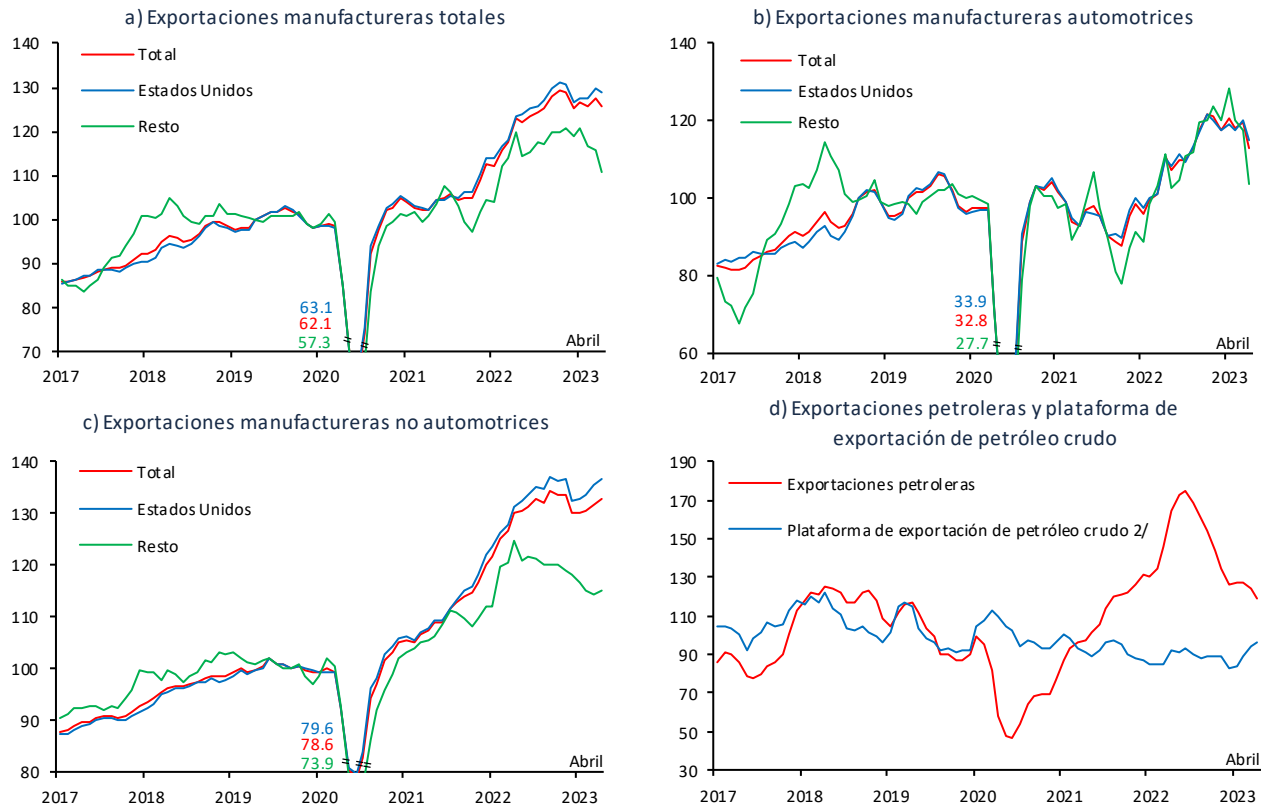 a) Exportaciones manufactureras totales
140
130
120
110
100
90
80
70
Total
Estados Unidos
Resto
63.1
62.1
57.3
Abril
2017 2018 2019 2020 2021 2022 2023
b) Exportaciones manufactureras automotrices
140
120
100
80
60
Total
Estados Unidos
Resto
33.9
32.8
27.7
Abril
2017 2018 2019 2020 2021 2022 2023
c) Exportaciones manufactureras no automotrices
140
130
120
110
100
90
80
Total
Estados Unidos
Resto
79.6
78.6
73.9
Abril
2017 2018 2019 2020 2021 2022 2023
d) Exportaciones petroleras y plataforma de
exportación de petróleo crudo
190
170
150
130
110
90
70
50
30
Exportaciones petroleras
Plataforma de exportación de petróleo crudo 2/
Abril
2017 2018 2019 2020 2021 2022 2023